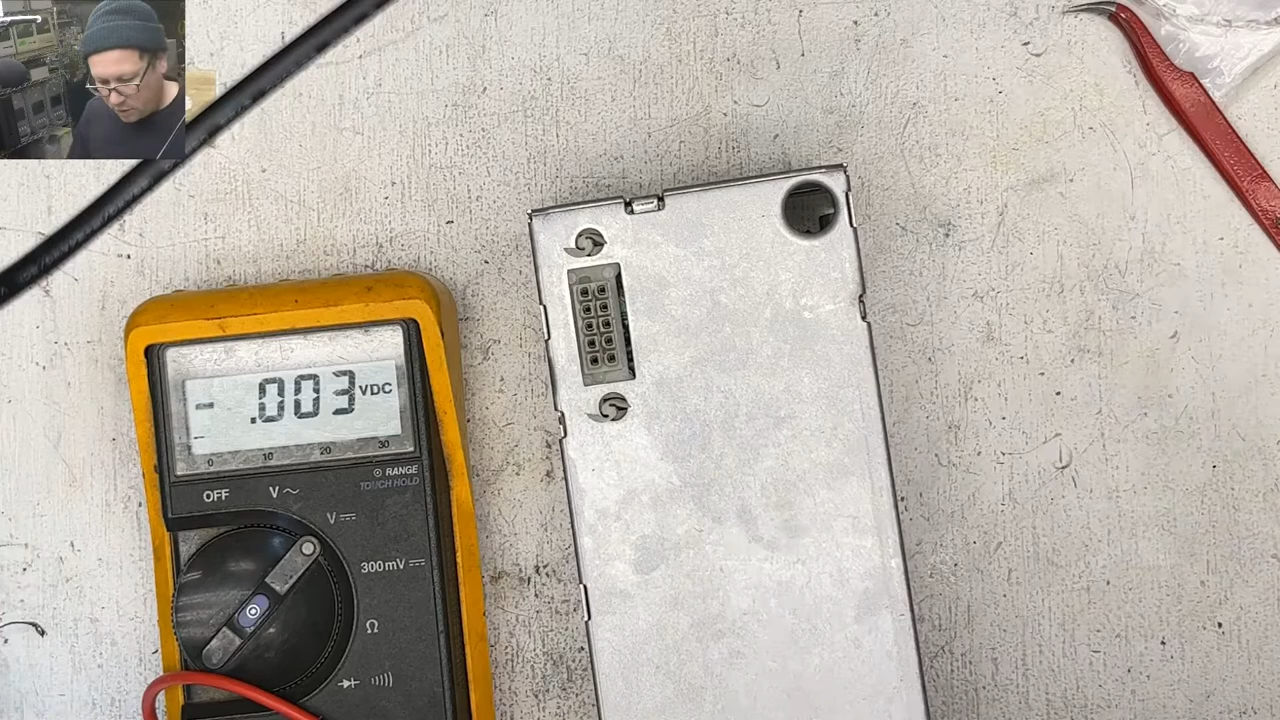 - .003 VDC
0 10 20 30
RANGE
TOUCH HOLD
OFF V~
V⎓
300mV⎓
Ω